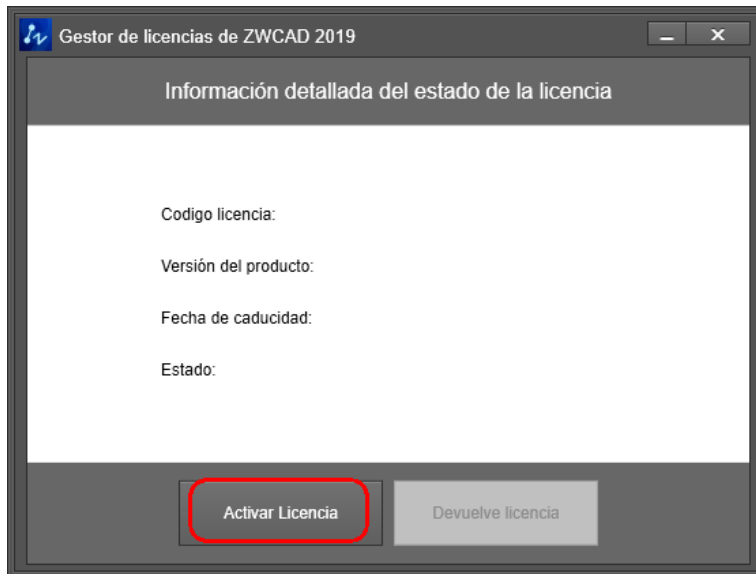 Gestor de licencias de ZWCAD 2019
Información detallada del estado de la licencia
Codigo licencia:
Versión del producto:
Fecha de caducidad:
Estado:
Activar Licencia
Devuelve licencia